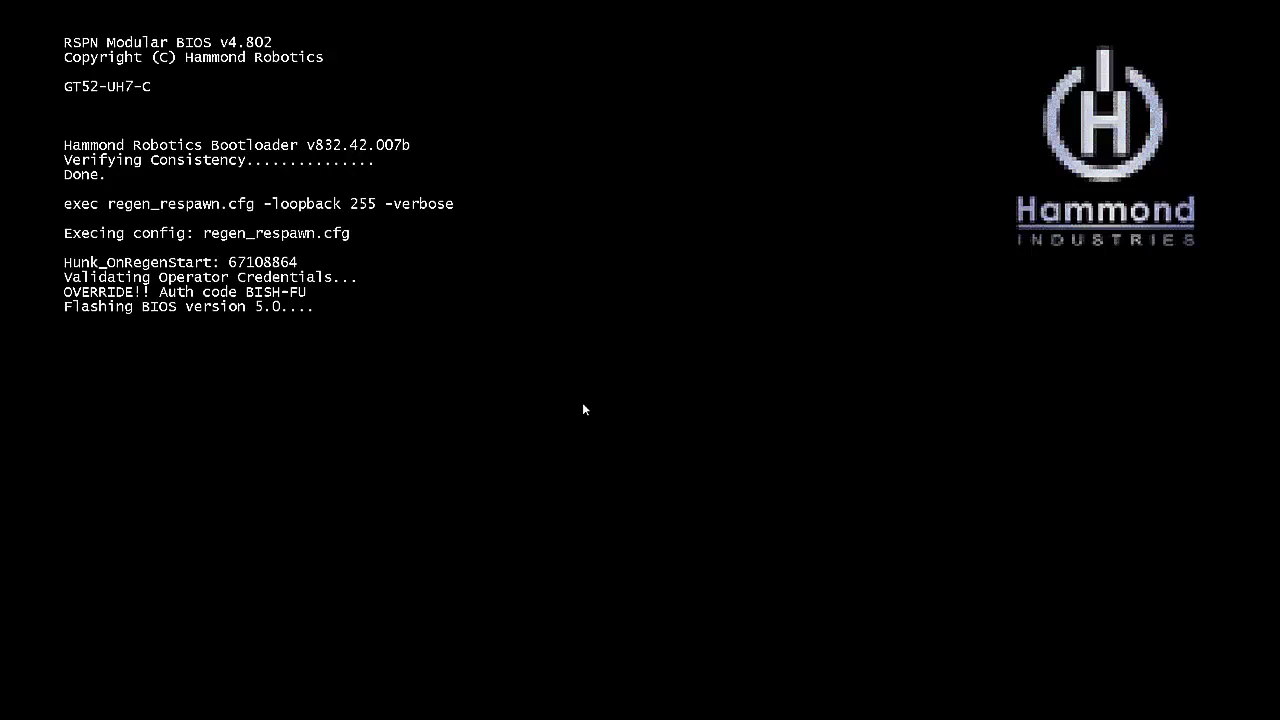 RSPN Modular BIOS v4.802
Copyright (C) Hammond Robotics
GT52-UH7-C
Hammond Robotics Bootloader v832.42.007b
Verifying Consistency...............
Done.
exec regen_respawn.cfg -loopback 255 -verbose
Execing config: regen_respawn.cfg
Hunk_OnRegenStart: 67108864
Validating Operator Credentials...
OVERRIDE!! Auth code BISH-FU
Flashing BIOS version 5.0....
H
Hammond
INDUSTRIES